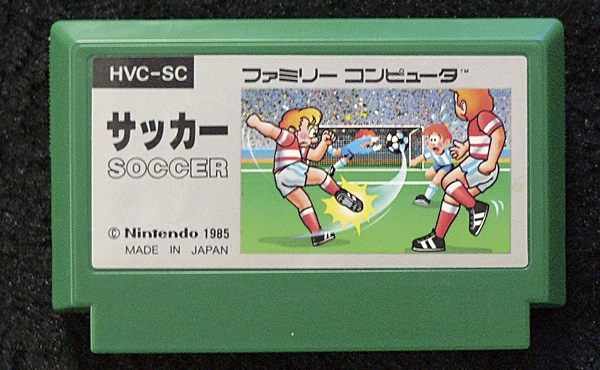 HVC-SC
ファミリー コンピュータ™
サッカー
SOCCER
© Nintendo 1985
MADE IN JAPAN